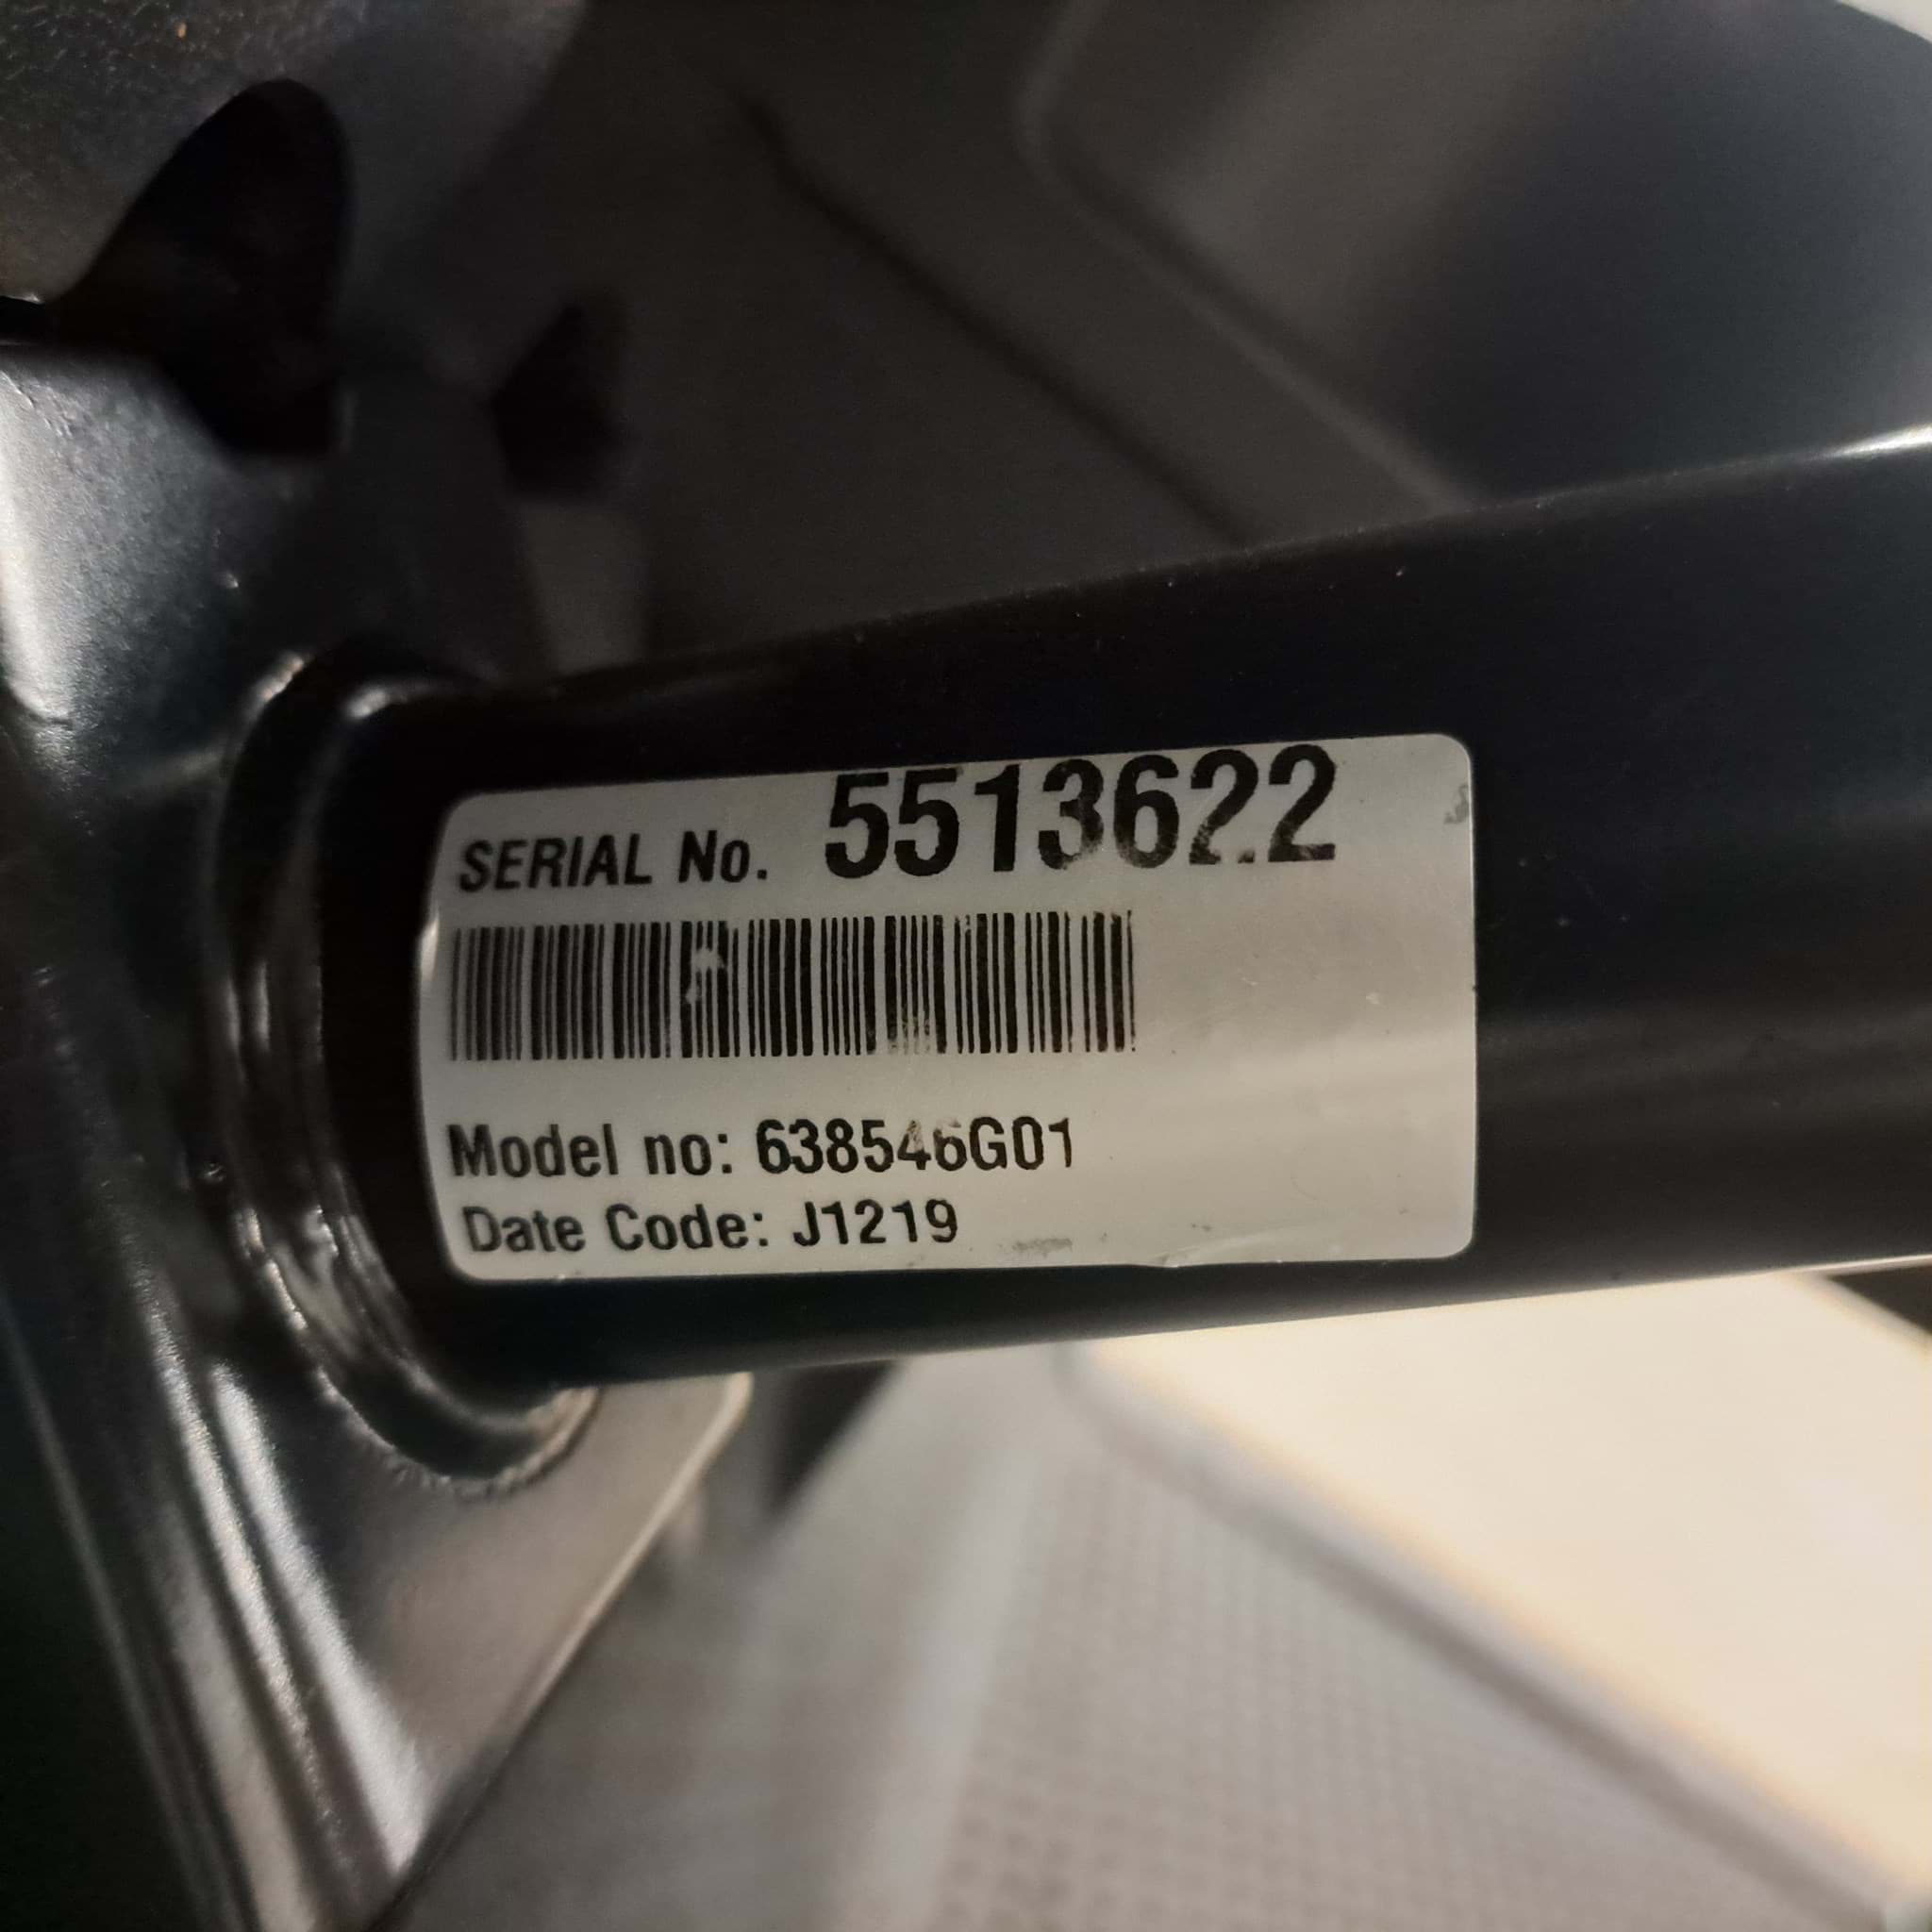 SERIAL No. 5513622
Model no: 638546G01
Date Code: J1219